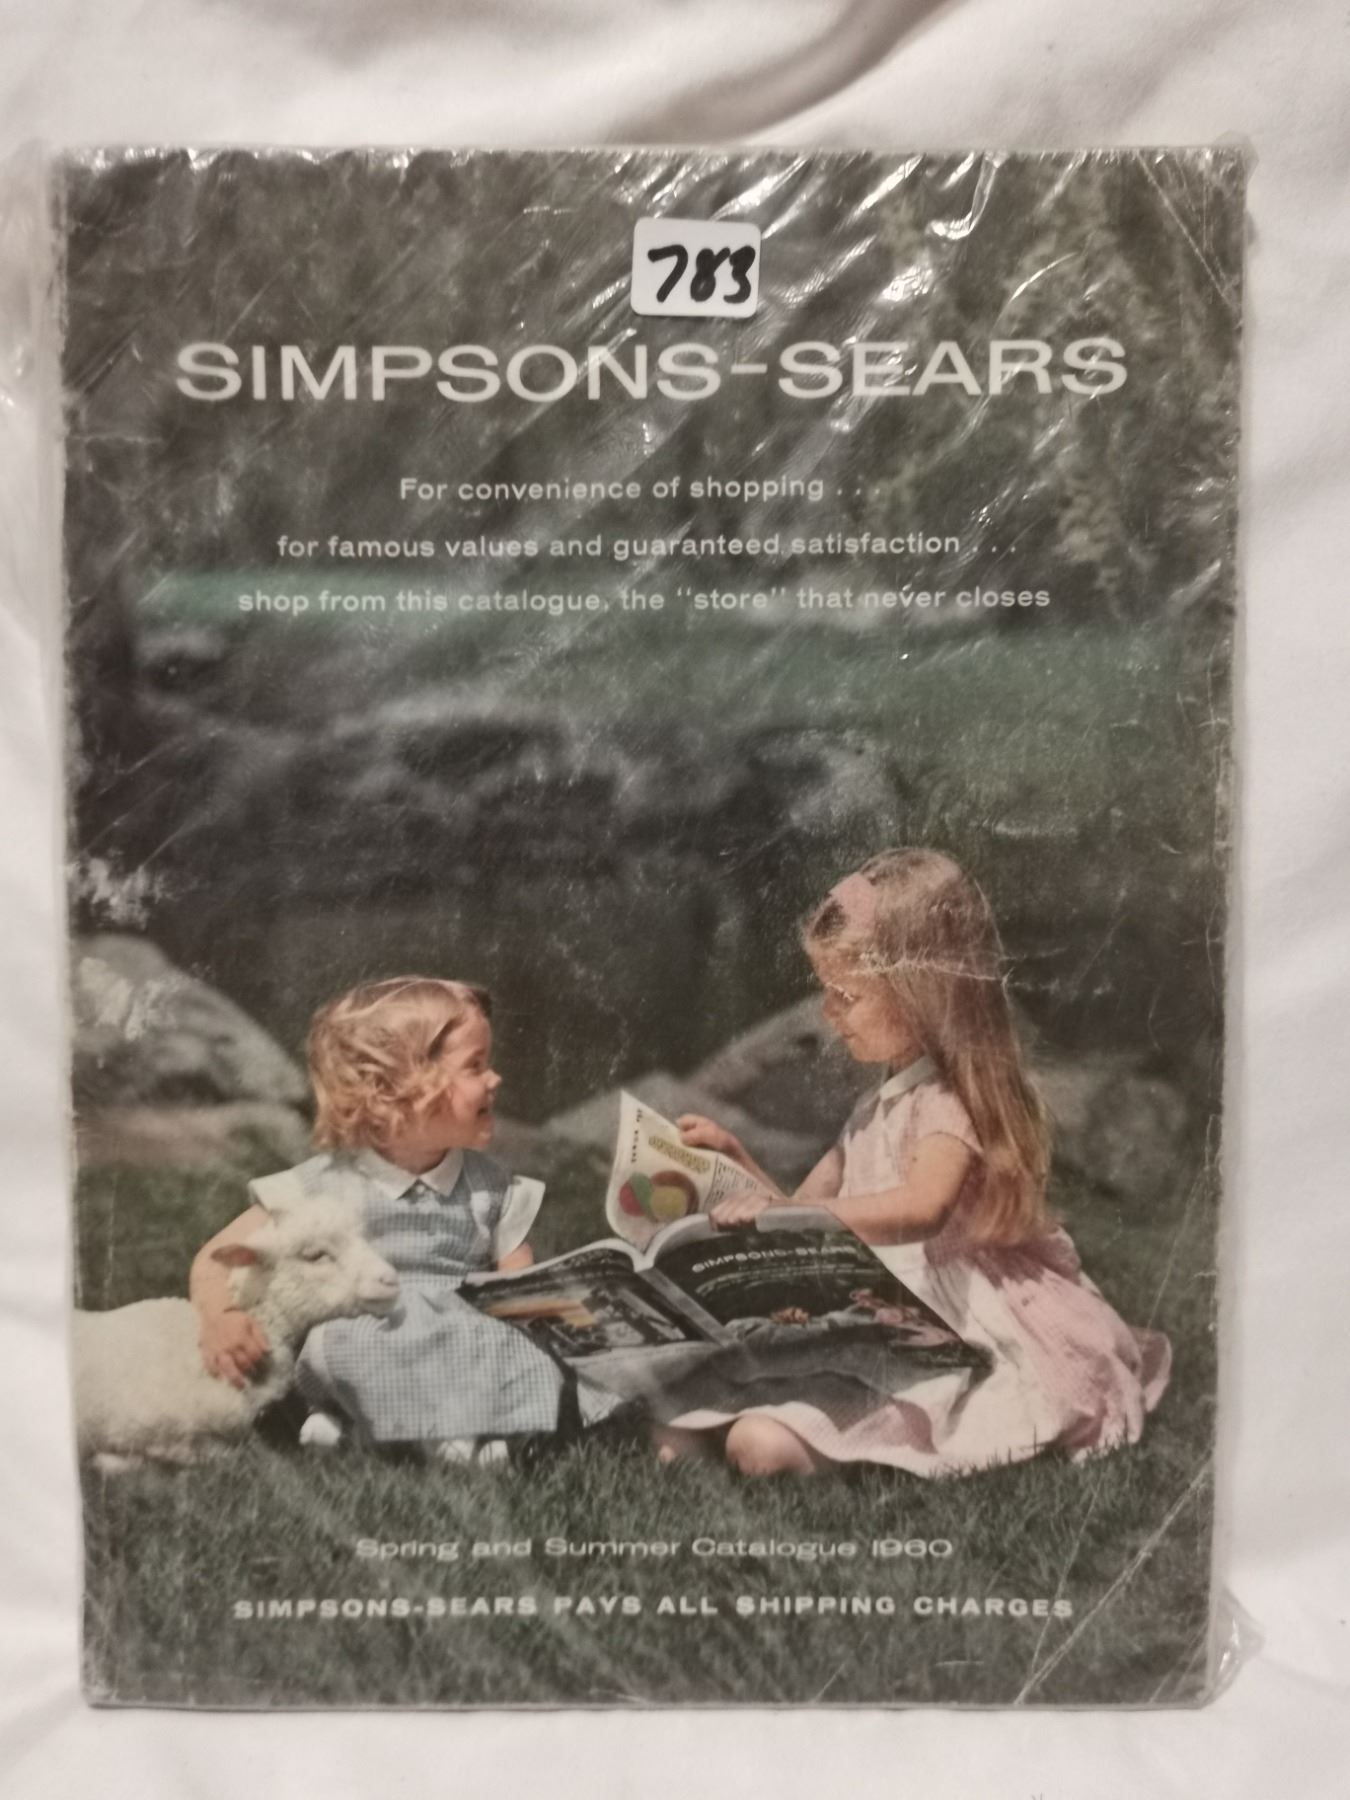 783
SIMPSONS-SEARS
For convenience of shopping . . .
for famous values and guaranteed satisfaction . . .
shop from this catalogue, the "store" that never closes
SIMPSONS-SEARS
Spring and Summer Catalogue 1960
SIMPSONS-SEARS PAYS ALL SHIPPING CHARGES